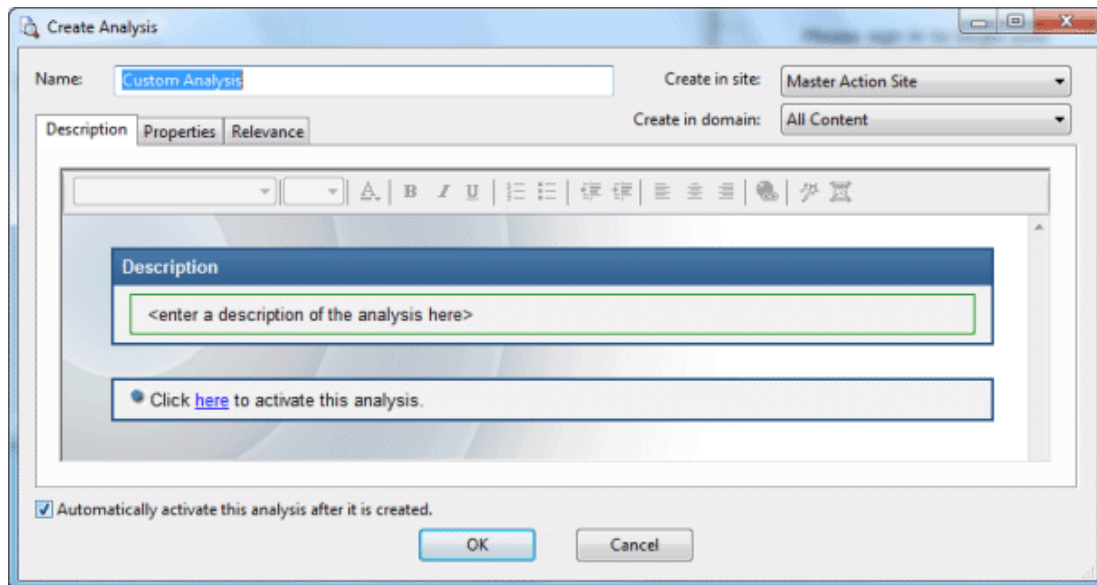 Create Analysis
Name: Custom Analysis Create in site: Master Action Site
Create in domain: All Content
Description Properties Relevance
A B I U
Description
<enter a description of the analysis here>
Click here to activate this analysis.
Automatically activate this analysis after it is created.
OK Cancel